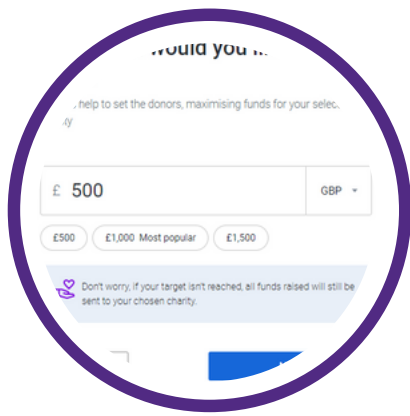 would you
help to set the donors, maximising funds for your
£ 500 GBP
£500 £1,000 Most popular £1,500
Don't worry, if your target isn't reached, all funds raised will still be
sent to your chosen charity.